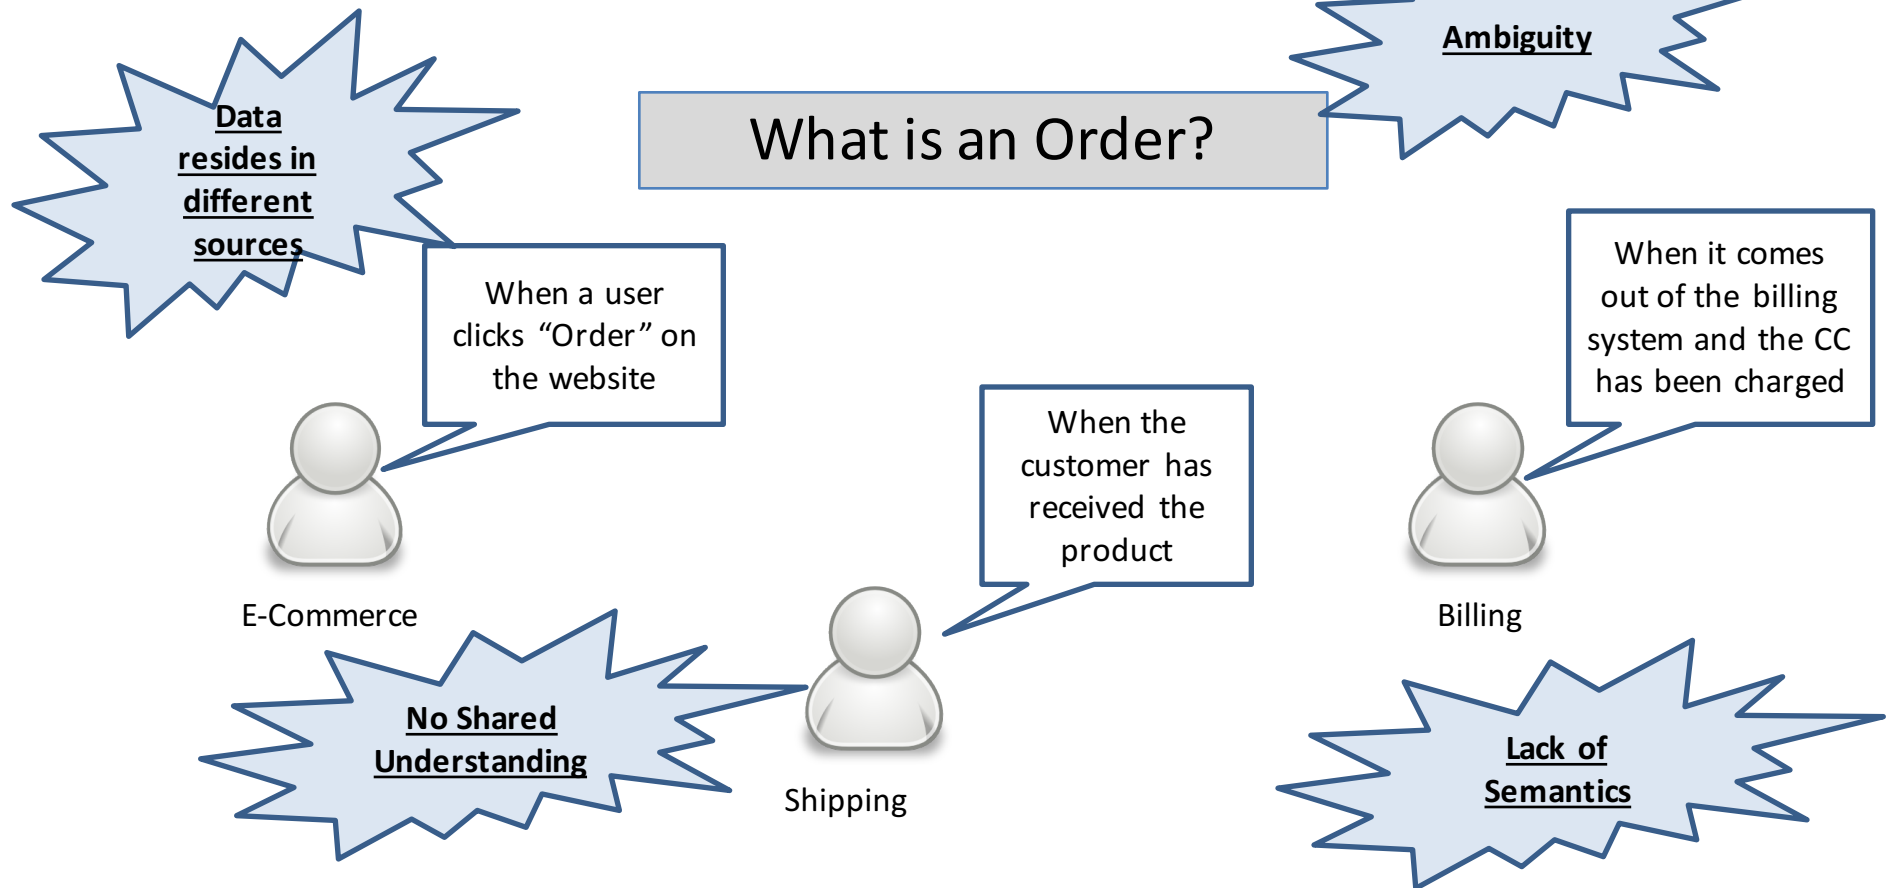 Ambiguity
What is an Order?
Data
resides in
different
sources
When a user
clicks “Order” on
the website
When it comes
out of the billing
system and the CC
has been charged
When the
customer has
received the
product
E-Commerce
Billing
No Shared
Understanding
Shipping
Lack of
Semantics